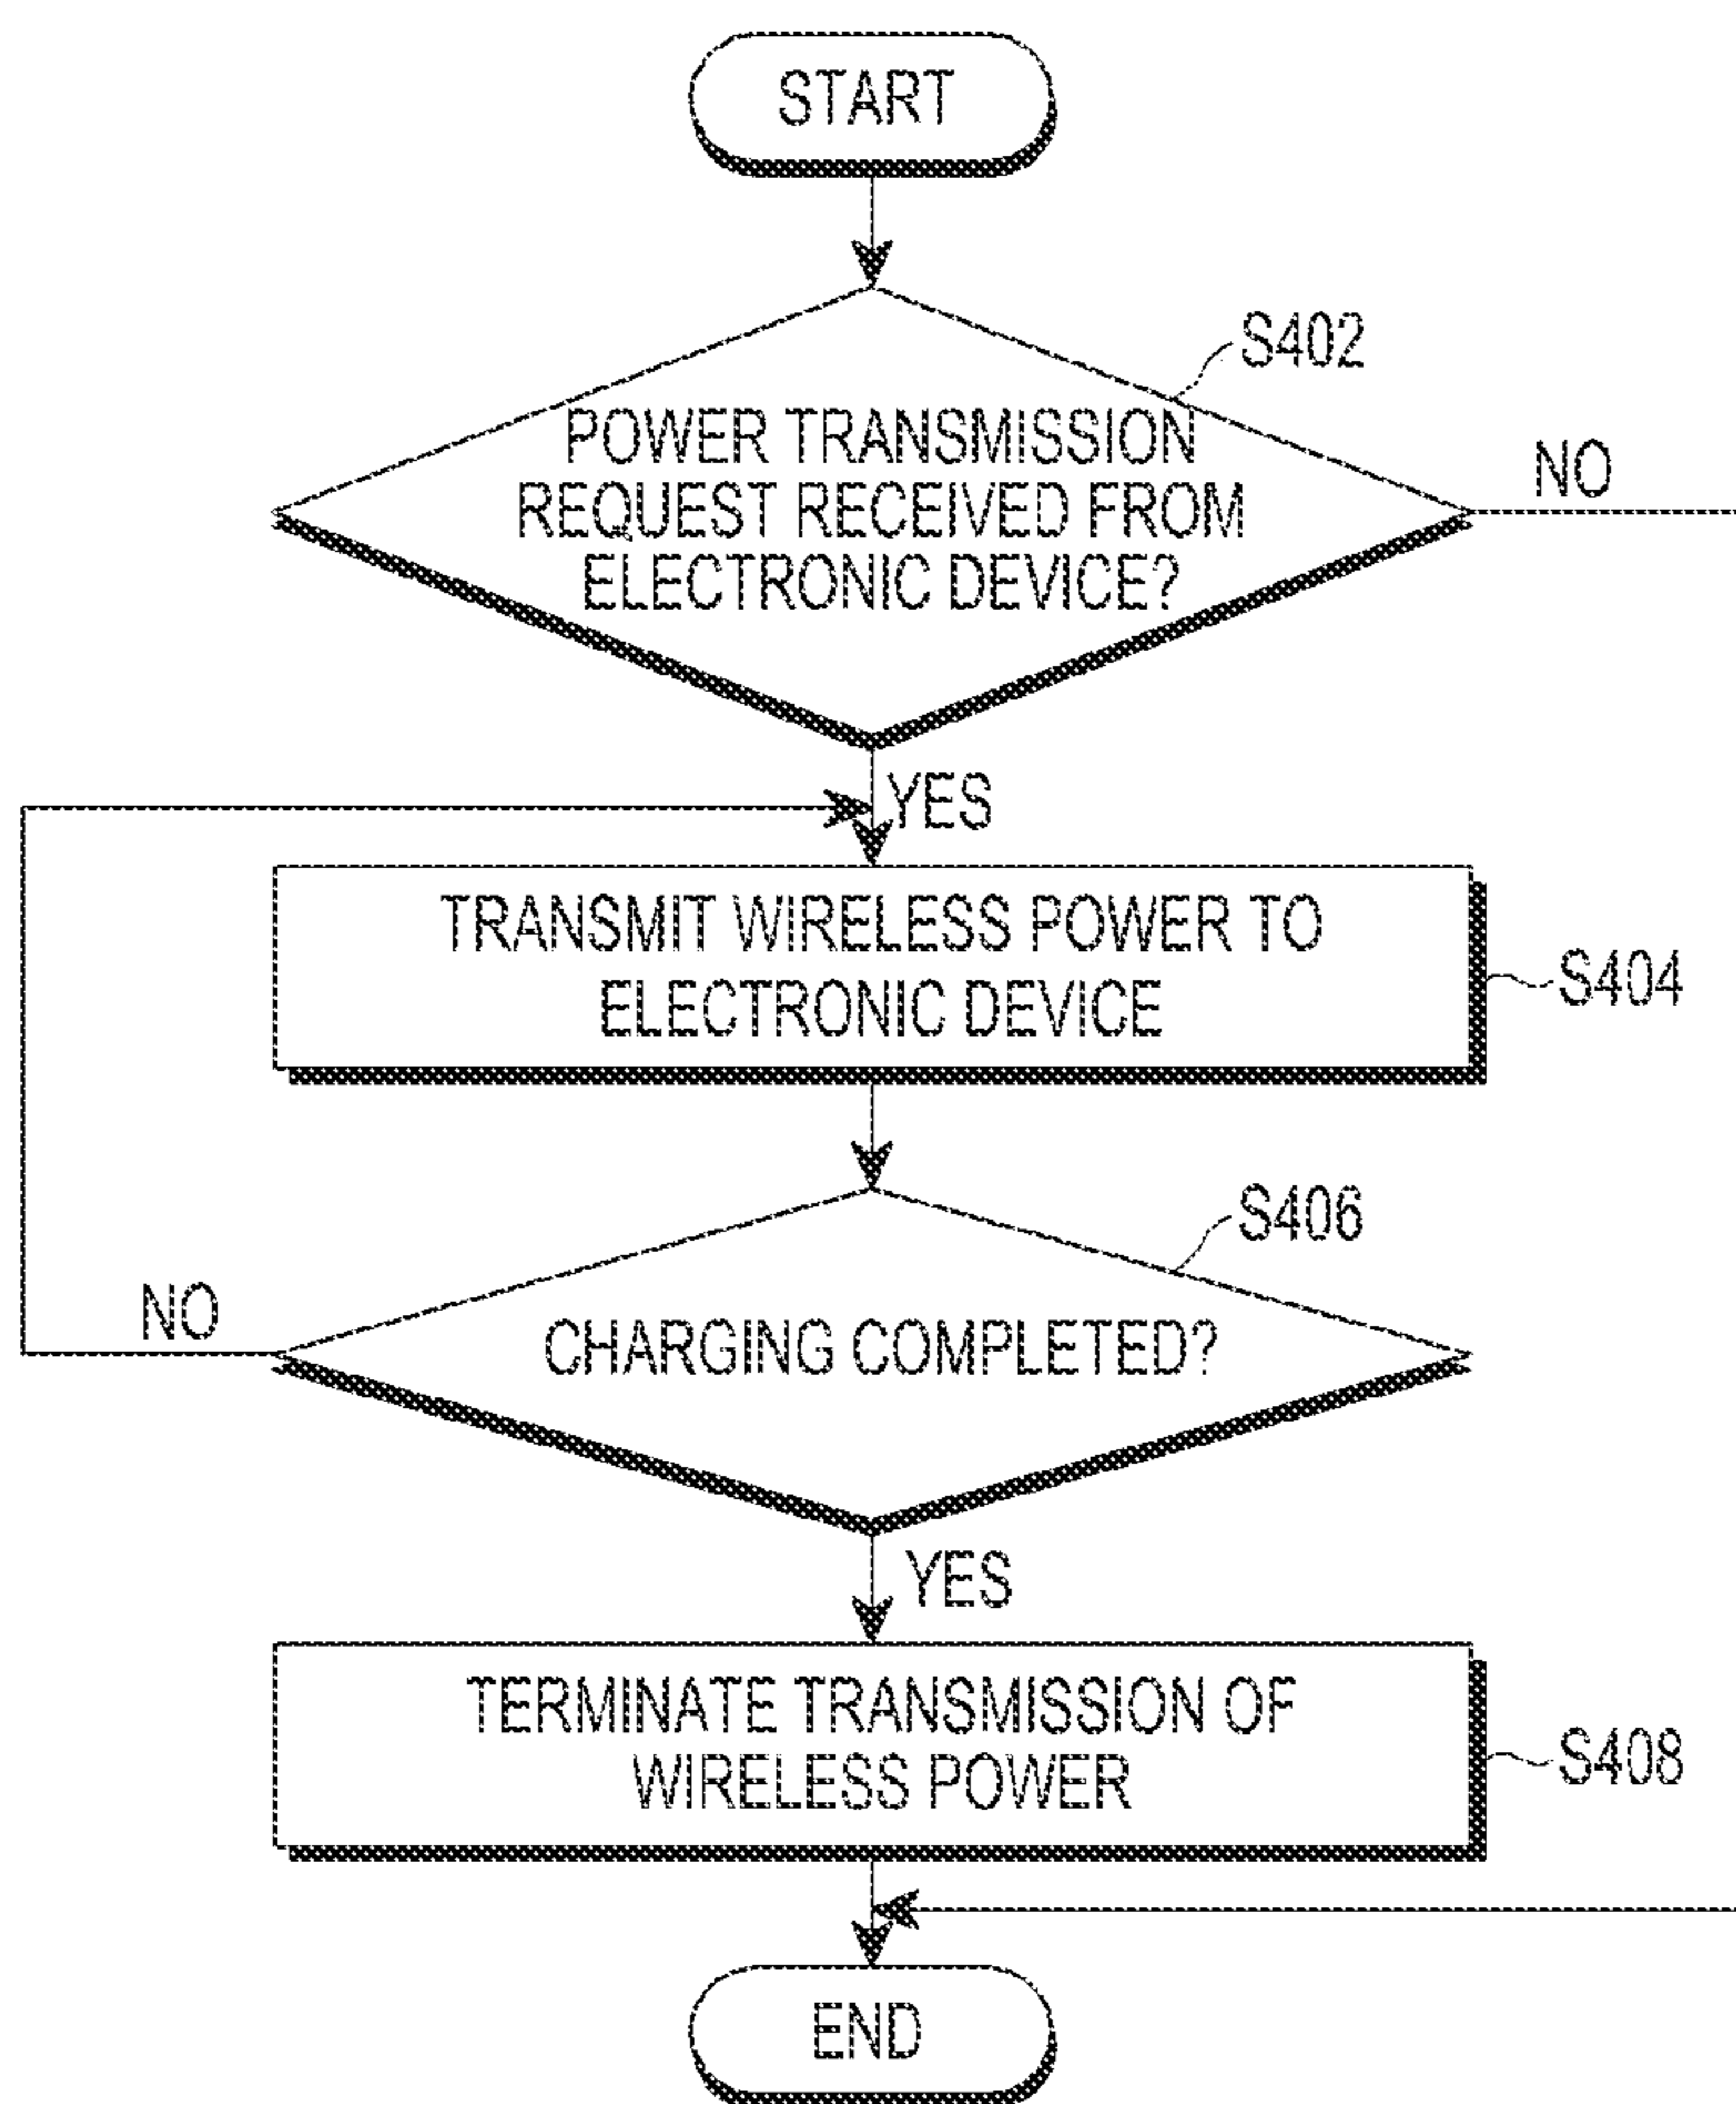 START
S402
POWER TRANSMISSION
REQUEST RECEIVED FROM
ELECTRONIC DEVICE?
NO
YES
TRANSMIT WIRELESS POWER TO
ELECTRONIC DEVICE
S404
S406
NO
CHARGING COMPLETED?
YES
TERMINATE TRANSMISSION OF
WIRELESS POWER
S408
END